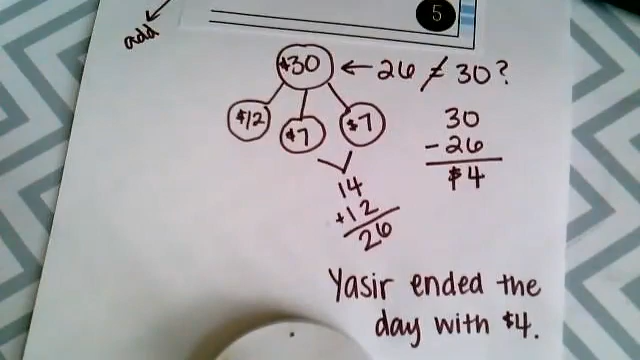 5
add
$30 ← 26 ≠ 30?
$12 $7 $7
30
- 26
$4
14
+12
26
Yasir ended the
day with $4.